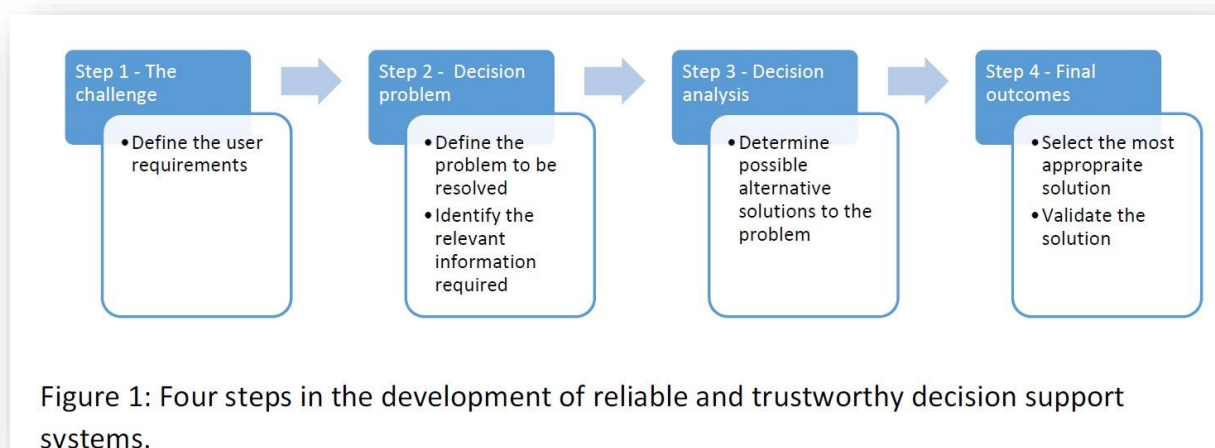 Step 1 - The
challenge
• Define the user
requirements
Step 2 - Decision
problem
• Define the
problem to be
resolved
• Identify the
relevant
information
required
Step 3 - Decision
analysis
• Determine
possible
alternative
solutions to the
problem
Step 4 - Final
outcomes
• Select the most
appropraite
solution
• Validate the
solution
Figure 1: Four steps in the development of reliable and trustworthy decision support
systems.